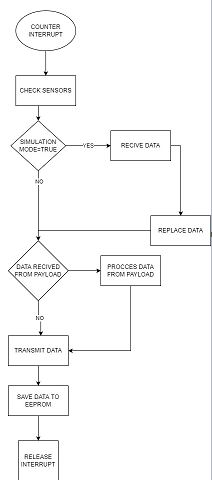 COUNTER
INTERRUPT
CHECK SENSORS
SIMULATION
MODE=TRUE
YES
RECIVE DATA
NO
REPLACE DATA
DATA RECIVED
FROM PAYLOAD
PROCCES DATA
FROM PAYLOAD
NO
TRANSMIT DATA
SAVE DATA TO
EEPROM
RELEASE
INTERRUPT